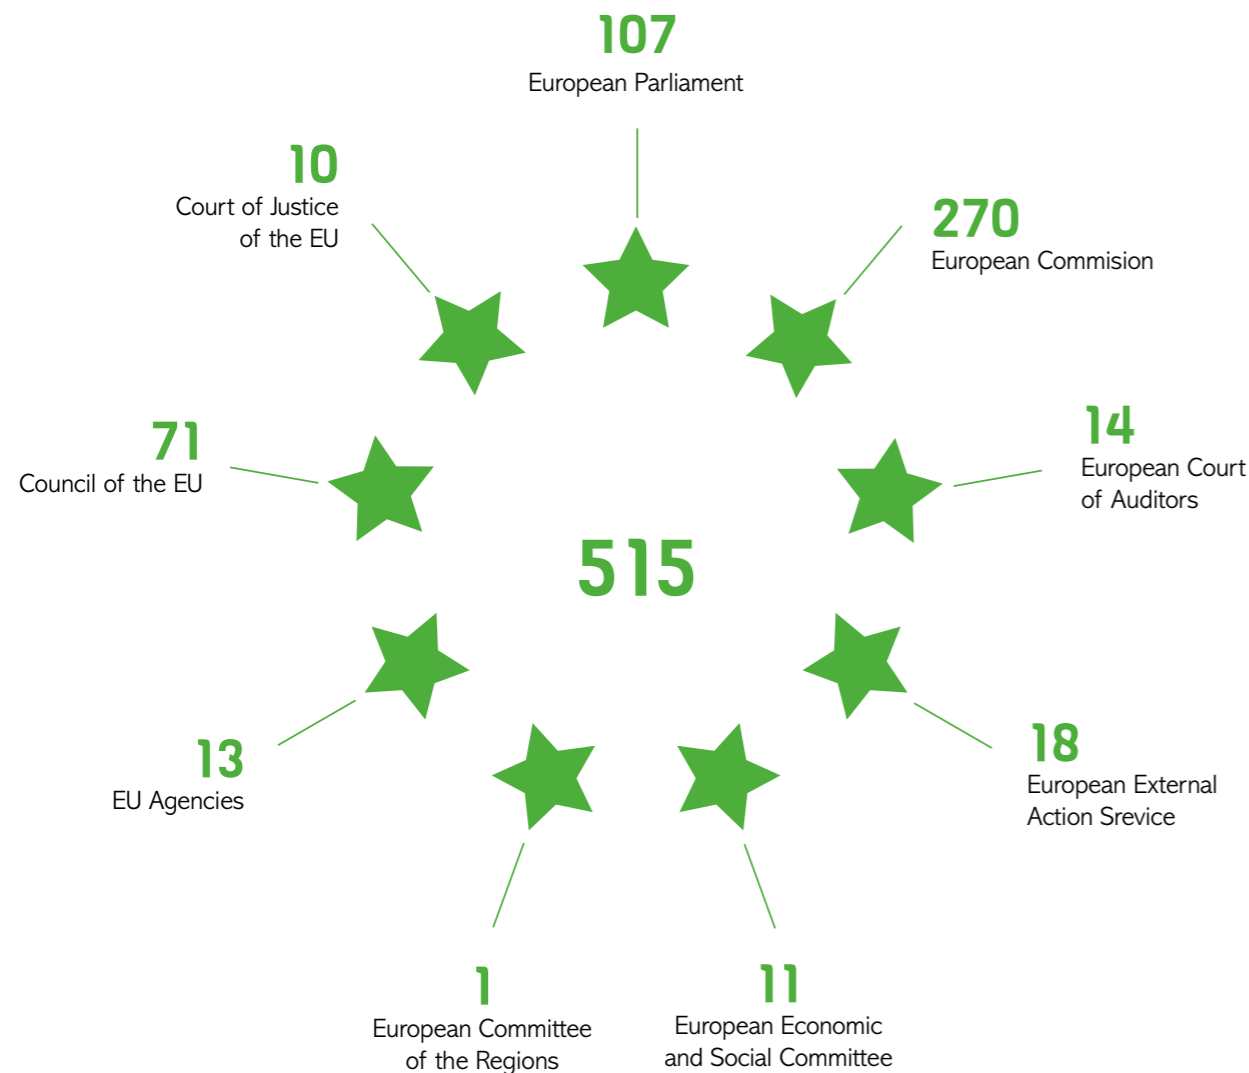 107
European Parliament
270
European Commision
14
European Court
of Auditors
18
European External
Action Srevice
11
European Economic
and Social Committee
1
European Committee
of the Regions
13
EU Agencies
71
Council of the EU
10
Court of Justice
of the EU
515